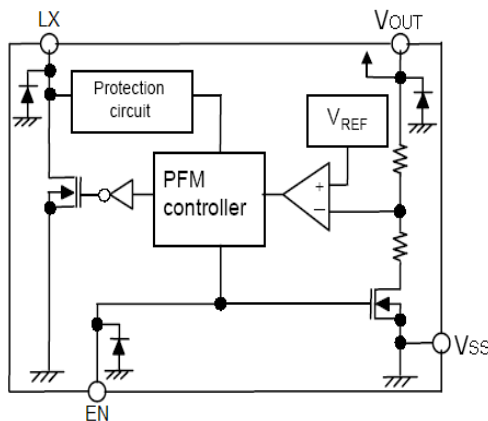 LX
VOUT
Protection
circuit
VREF
PFM
controller
+
−
VSS
EN